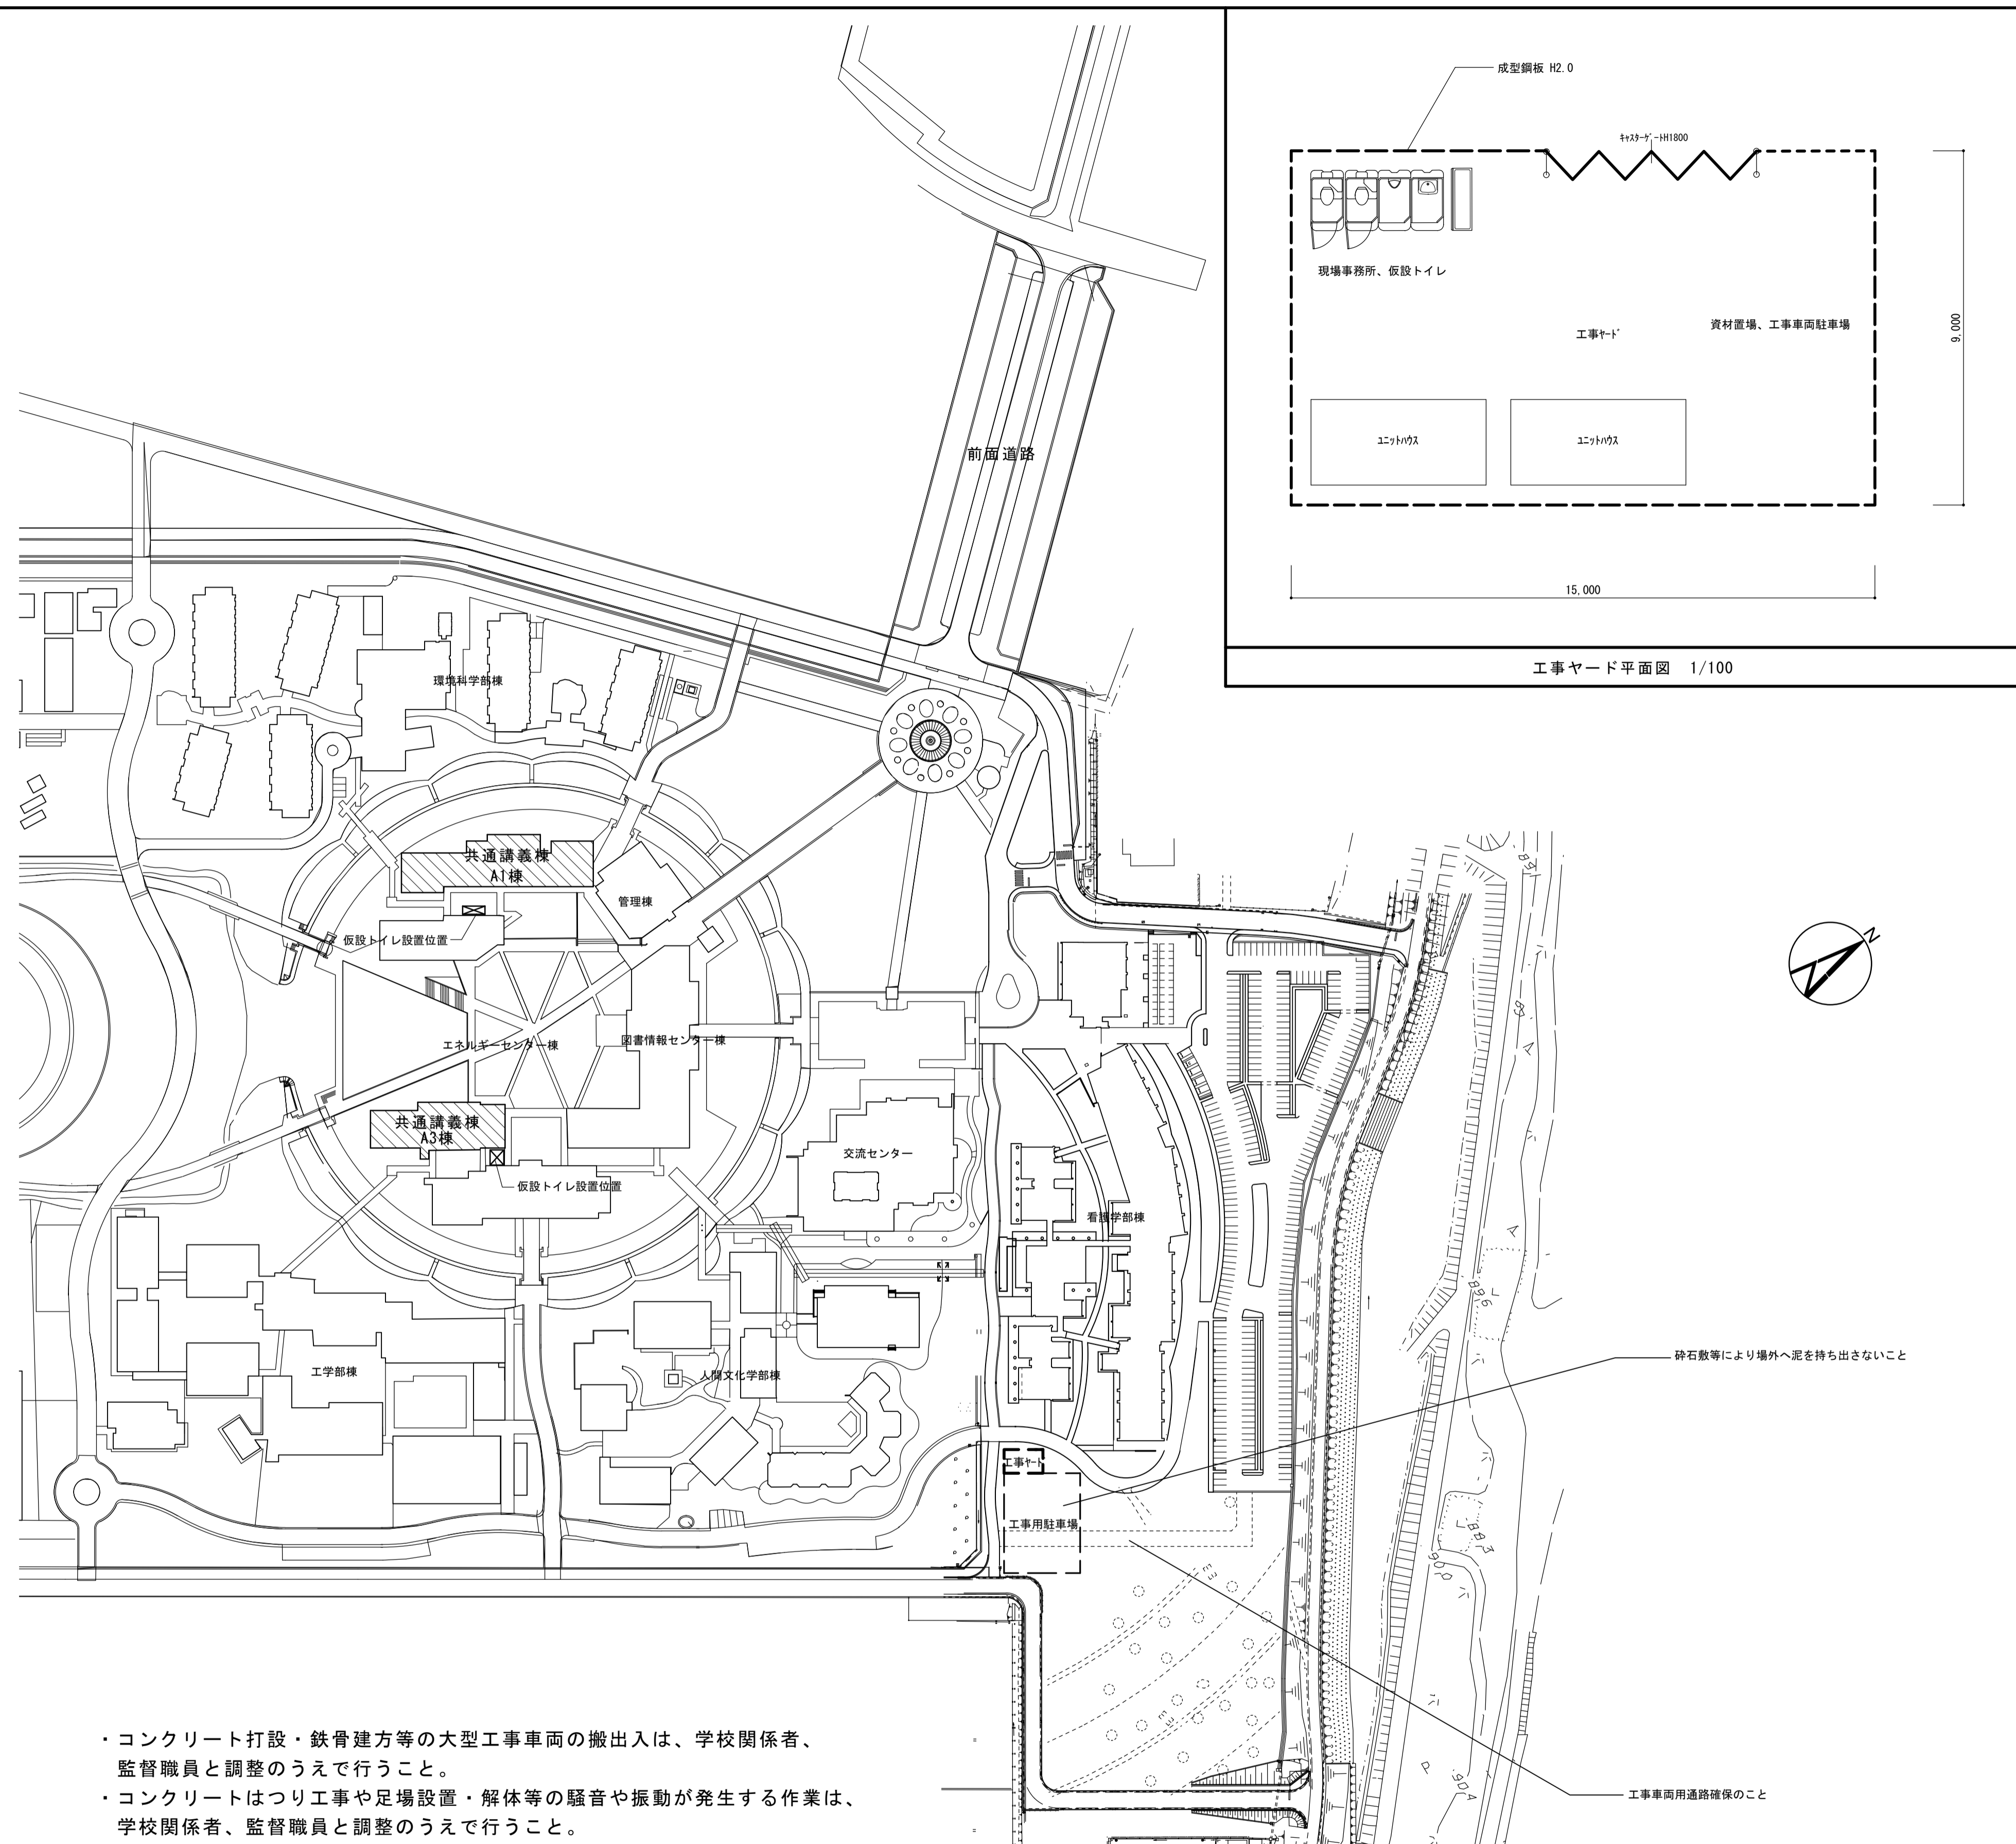 成型鋼板 H2.0
ｷｬｽｰｹﾞｰﾄH1800
現場事務所、仮設トイレ
工事ﾔｰﾄﾞ
資材置場、工事車両駐車場
9,000
ﾕﾆｯﾄﾊｳｽ
ﾕﾆｯﾄﾊｳｽ
15,000
工事ヤード平面図 1/100
前面道路
環境科学部棟
共通講義棟
A1棟
管理棟
仮設トイレ設置位置
N
エネルギーセンター棟
図書情報センター棟
共通講義棟
A3棟
交流センター
仮設トイレ設置位置
看護学部棟
工学部棟
人間文化学部棟
砕石敷等により場外へ泥を持ち出さないこと
工事ﾔｰﾄﾞ
工事用駐車場
工事車両用通路確保のこと
・コンクリート打設・鉄骨建方等の大型工事車両の搬出入は、学校関係者、
監督職員と調整のうえで行うこと。
・コンクリートはつり工事や足場設置・解体等の騒音や振動が発生する作業は、
学校関係者、監督職員と調整のうえで行うこと。